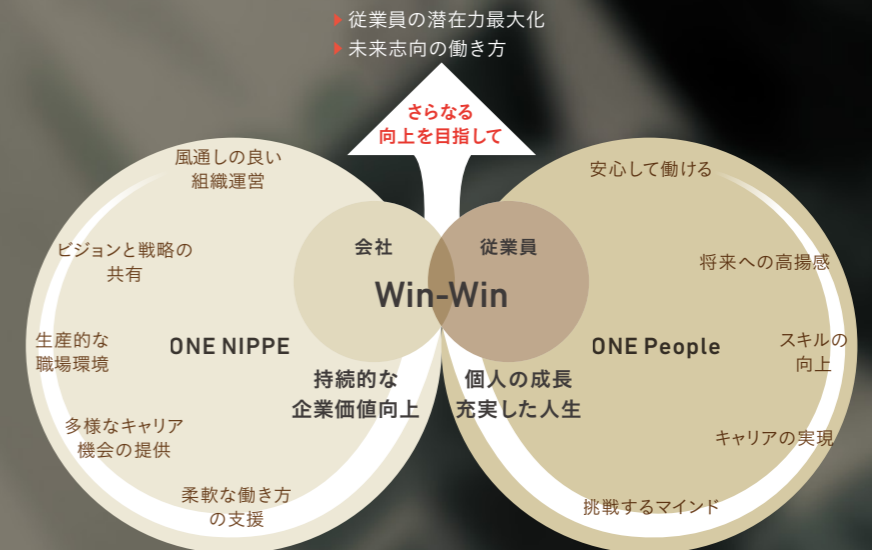 従業員の潜在力最大化
未来志向の働き方
さらなる
向上を目指して
風通しの良い
組織運営
ビジョンと戦略の
共有
生産的な
職場環境
多様なキャリア
機会の提供
柔軟な働き方
の支援
ONE NIPPE
会社
従業員
Win-Win
持続的な
企業価値向上
個人の成長
充実した人生
ONE People
安心して働ける
将来への高揚感
スキルの
向上
キャリアの実現
挑戦するマインド